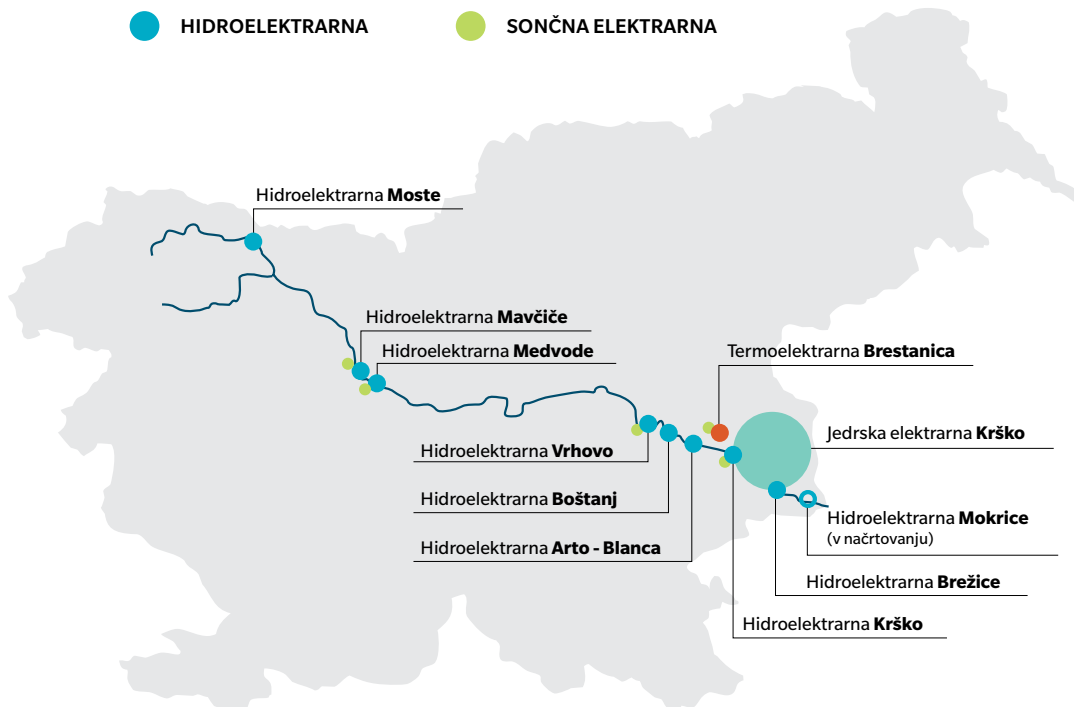 HIDROELEKTRARNA
SONČNA ELEKTRARNA
Hidroelektrarna Moste
Hidroelektrarna Mavčiče
Hidroelektrarna Medvode
Termoelektrarna Brestanica
Jedrska elektrarna Krško
Hidroelektrarna Vrhovo
Hidroelektrarna Boštanj
Hidroelektrarna Mokrice
(v načrtovanju)
Hidroelektrarna Arto - Blanca
Hidroelektrarna Brežice
Hidroelektrarna Krško